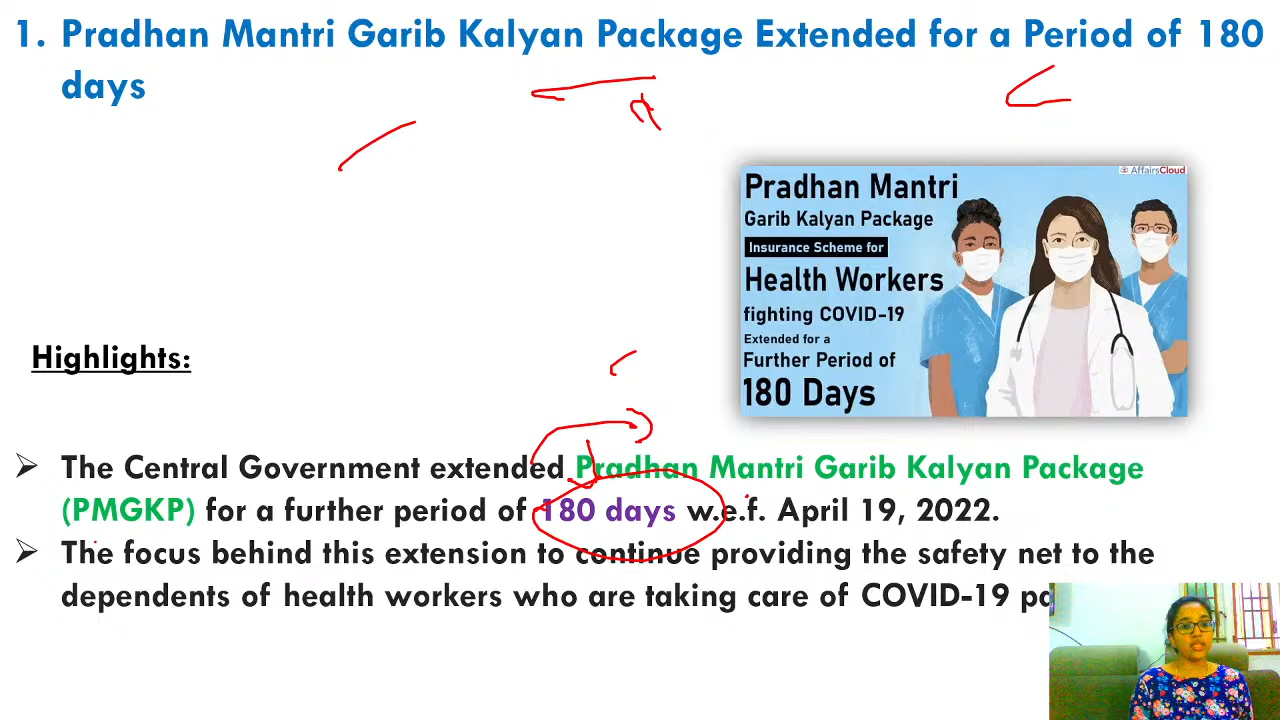 1. Pradhan Mantri Garib Kalyan Package Extended for a Period of 180
days
AffairsCloud
Pradhan Mantri
Garib Kalyan Package
Insurance Scheme for
Health Workers
fighting COVID-19
Extended for a
Further Period of
180 Days
Highlights:
➢ The Central Government extended Pradhan Mantri Garib Kalyan Package
(PMGKP) for a further period of 180 days w.e.f. April 19, 2022.
➢ The focus behind this extension to continue providing the safety net to the
dependents of health workers who are taking care of COVID-19